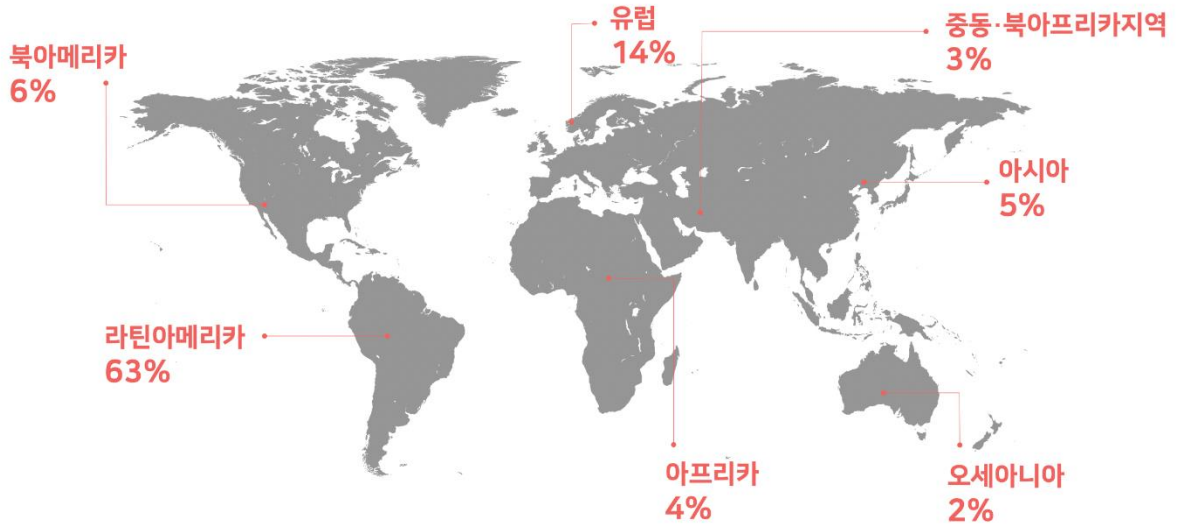 유럽
14%
중동·북아프리카지역
3%
북아메리카
6%
아시아
5%
라틴아메리카
63%
아프리카
4%
오세아니아
2%